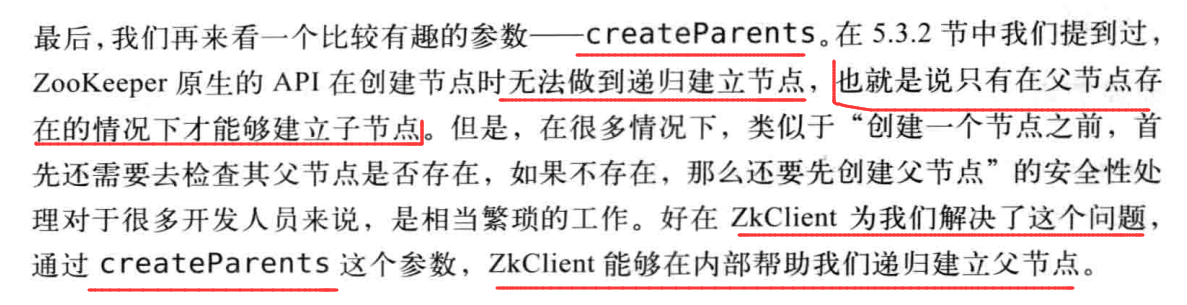 最后，我们再来看一个比较有趣的参数——createParents。在 5.3.2 节中我们提到过，
ZooKeeper 原生的 API 在创建节点时无法做到递归建立节点，也就是说只有在父节点存
在的情况下才能够建立子节点。但是，在很多情况下，类似于“创建一个节点之前，首
先还需要去检查其父节点是否存在，如果不存在，那么还要先创建父节点”的安全性处
理对于很多开发人员来说，是相当繁琐的工作。好在 ZkClient 为我们解决了这个问题，
通过 createParents 这个参数，ZkClient 能够在内部帮助我们递归建立父节点。